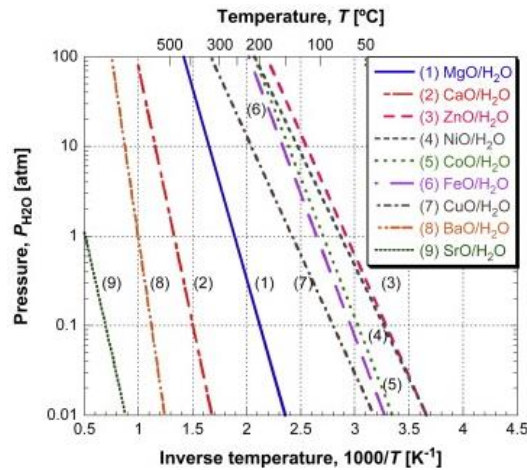 Temperature, T [ºC]
500 300 200 100 50
100
10
1
0.1
0.01
Pressure, P H2O [atm]
(1) MgO/H2O
(2) CaO/H2O
(3) ZnO/H2O
(4) NiO/H2O
(5) CoO/H2O
(6) FeO/H2O
(7) CuO/H2O
(8) BaO/H2O
(9) SrO/H2O
(6)
(9)
(8)
(2)
(1)
(7)
(3)
(4)
(5)
0.5 1 1.5 2 2.5 3 3.5 4 4.5
Inverse temperature, 1000/T [K-1]